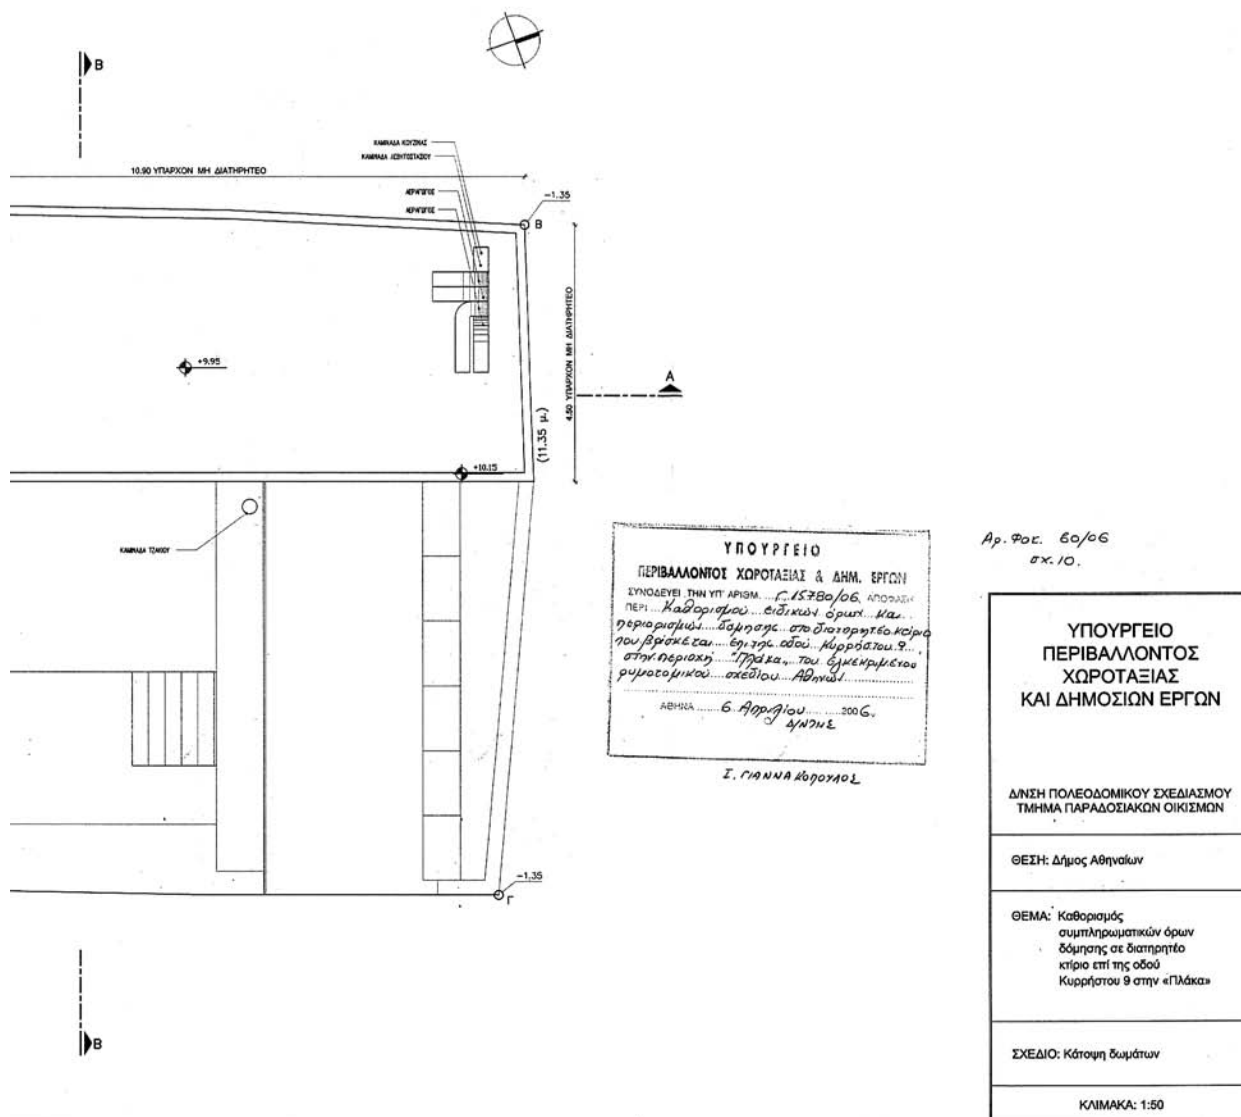 B
ΚΑΜΙΝΑΔΑ ΚΟΥΖΙΝΑΣ
ΚΑΜΙΝΑΔΑ ΛΕΒΗΤΟΣΤΑΣΙΟΥ
10.90 ΥΠΑΡΧΟΝ ΜΗ ΔΙΑΤΗΡΗΤΕΟ
ΑΕΡΑΓΩΓΟΣ
ΑΕΡΑΓΩΓΟΣ
-1.35
B
4.50 ΥΠΑΡΧΟΝ ΜΗ ΔΙΑΤΗΡΗΤΕΟ
(11.35 μ.)
+9.95
A
+10.15
ΚΑΜΙΝΑΔΑ ΤΖΑΚΙΟΥ
-1.35
Γ
B
ΥΠΟΥΡΓΕΙΟ
ΠΕΡΙΒΑΛΛΟΝΤΟΣ ΧΩΡΟΤΑΞΙΑΣ & ΔΗΜ. ΕΡΓΩΝ
ΣΥΝΟΔΕΥΕΙ ΤΗΝ ΥΠ' ΑΡΙΘΜ. ... Γ. 15780/06, ΑΠΟΦΑΣΗ
ΠΕΡΙ ... Καθορισμού ειδικών όρων και
περιορισμών δόμησης στο διατηρητέο κτίριο
που βρίσκεται επί της οδού Κυρρήστου 9
στην περιοχή "Πλάκα" του εγκεκριμένου
ρυμοτομικού σχεδίου Αθηνών
ΑΘΗΝΑ ...... 6 Απριλίου ...... 2006
Δ/ΝΤΗΣ
Ι. ΓΙΑΝΝΑΚΟΠΟΥΛΟΣ
Αρ. Φακ. 60/06
σχ. 10.
ΥΠΟΥΡΓΕΙΟ
ΠΕΡΙΒΑΛΛΟΝΤΟΣ
ΧΩΡΟΤΑΞΙΑΣ
ΚΑΙ ΔΗΜΟΣΙΩΝ ΕΡΓΩΝ
Δ/ΝΣΗ ΠΟΛΕΟΔΟΜΙΚΟΥ ΣΧΕΔΙΑΣΜΟΥ
ΤΜΗΜΑ ΠΑΡΑΔΟΣΙΑΚΩΝ ΟΙΚΙΣΜΩΝ
ΘΕΣΗ: Δήμος Αθηναίων
ΘΕΜΑ: Καθορισμός
συμπληρωματικών όρων
δόμησης σε διατηρητέο
κτίριο επί της οδού
Κυρρήστου 9 στην «Πλάκα»
ΣΧΕΔΙΟ: Κάτοψη δωμάτων
ΚΛΙΜΑΚΑ: 1:50